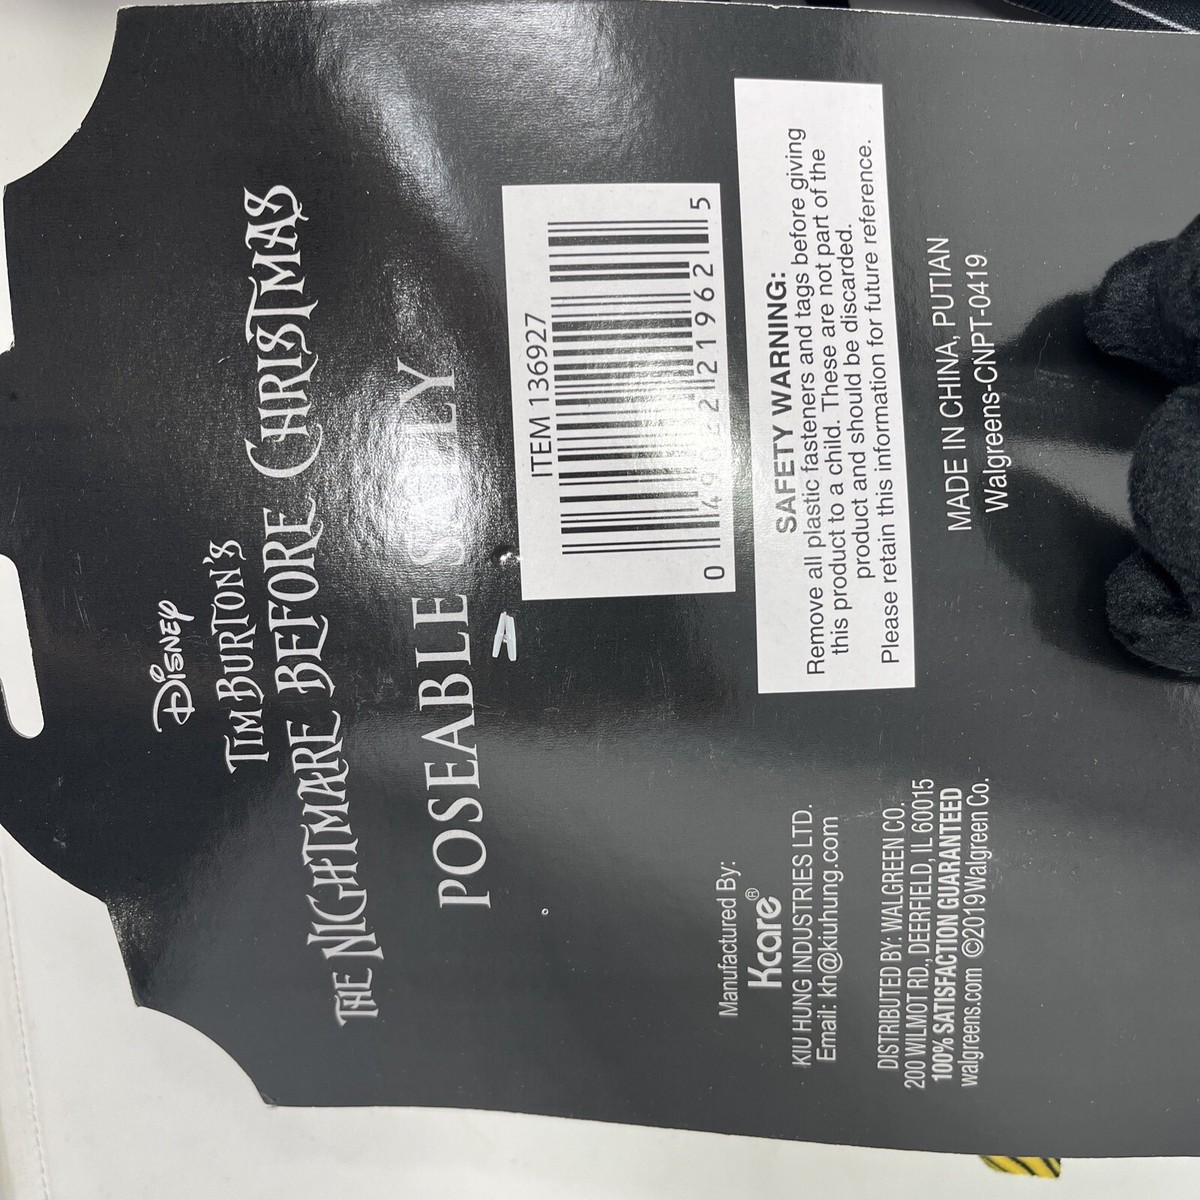 Disney
TIM BURTON'S
THE NIGHTMARE BEFORE CHRISTMAS
POSEABLE SALLY
ITEM 136927
0 49022 21962 5
SAFETY WARNING:
Remove all plastic fasteners and tags before giving
this product to a child. These are not part of the
product and should be discarded.
Please retain this information for future reference.
MADE IN CHINA, PUTIAN
Walgreens-CNPT-0419
Manufactured By:
Kcare®
KIU HUNG INDUSTRIES LTD.
Email: kh@kiuhung.com
DISTRIBUTED BY: WALGREEN CO.
200 WILMOT RD., DEERFIELD, IL 60015
100% SATISFACTION GUARANTEED
walgreens.com ©2019 Walgreen Co.